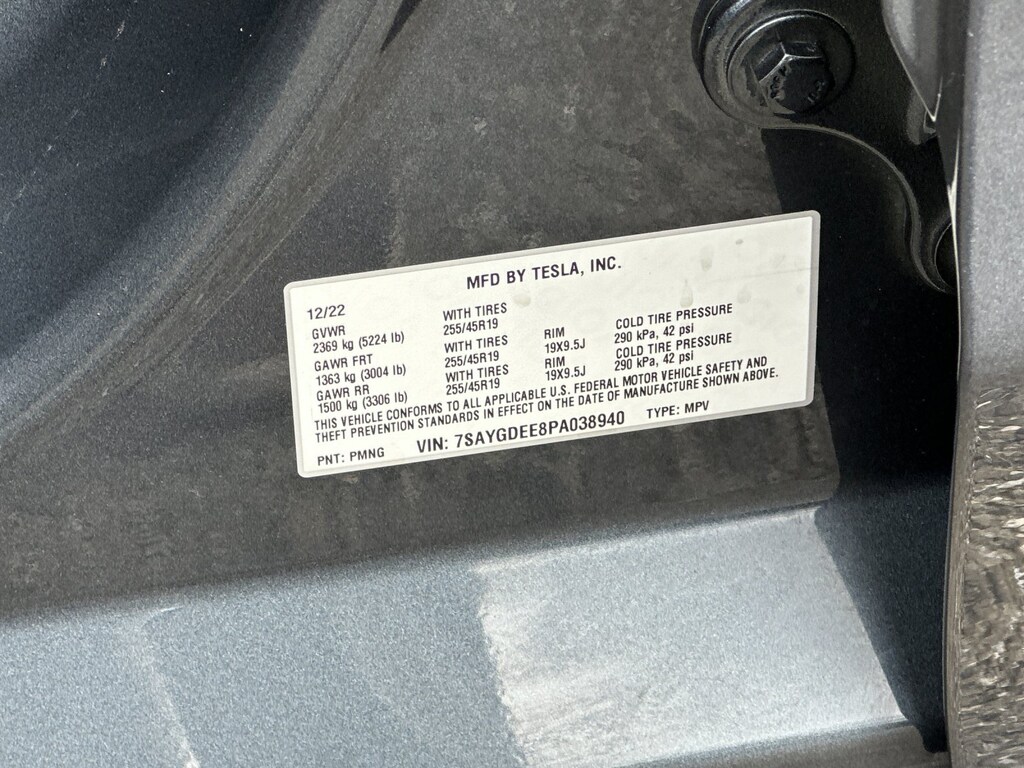 MFD BY TESLA, INC.
12/22
GVWR WITH TIRES COLD TIRE PRESSURE
2369 kg (5224 lb) 255/45R19 RIM 290 kPa, 42 psi
GAWR FRT WITH TIRES 19X9.5J COLD TIRE PRESSURE
1363 kg (3004 lb) 255/45R19 RIM 290 kPa, 42 psi
GAWR RR WITH TIRES 19X9.5J
1500 kg (3306 lb) 255/45R19
THIS VEHICLE CONFORMS TO ALL APPLICABLE U.S. FEDERAL MOTOR VEHICLE SAFETY AND
THEFT PREVENTION STANDARDS IN EFFECT ON THE DATE OF MANUFACTURE SHOWN ABOVE.
PNT: PMNG VIN: 7SAYGDEE8PA038940 TYPE: MPV